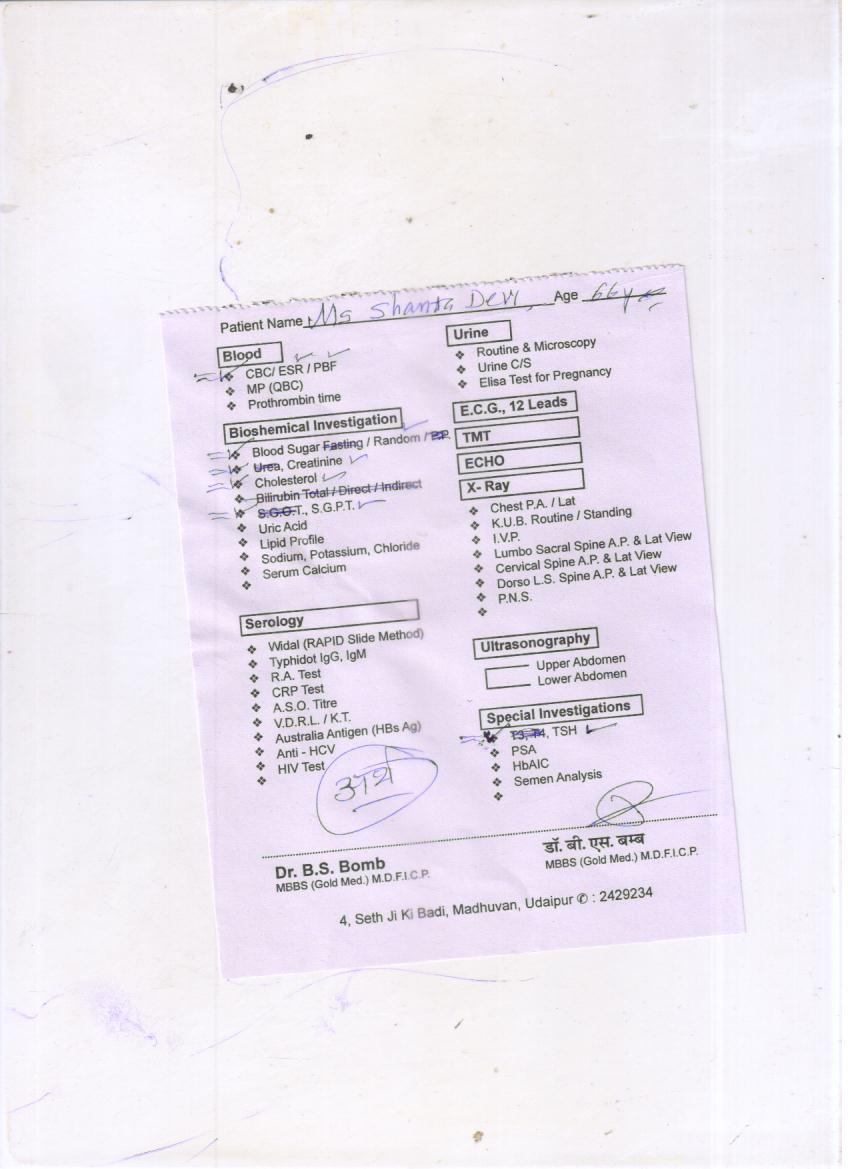 Patient Name : Ms Shanta Devi, Age 66 y
Blood
CBC/ ESR / PBF
MP (QBC)
Prothrombin time
Bioshemical Investigation
Blood Sugar Fasting / Random / P.P.
Urea, Creatinine
Cholesterol
Bilirubin Total / Direct / Indirect
S.G.O.T., S.G.P.T.
Uric Acid
Lipid Profile
Sodium, Potassium, Chloride
Serum Calcium
Serology
Widal (RAPID Slide Method)
Typhidot IgG, IgM
R.A. Test
CRP Test
A.S.O. Titre
V.D.R.L. / K.T.
Australia Antigen (HBs Ag)
Anti - HCV
HIV Test
Urine
Routine & Microscopy
Urine C/S
Elisa Test for Pregnancy
E.C.G., 12 Leads
TMT
ECHO
X- Ray
Chest P.A. / Lat
K.U.B. Routine / Standing
I.V.P.
Lumbo Sacral Spine A.P. & Lat View
Cervical Spine A.P. & Lat View
Dorso L.S. Spine A.P. & Lat View
P.N.S.
Ultrasonography
Upper Abdomen
Lower Abdomen
Special Investigations
T3, T4, TSH
PSA
HbAIC
Semen Analysis
Dr. B.S. Bomb
MBBS (Gold Med.) M.D.F.I.C.P.
डॉ. बी. एस. बम्ब
MBBS (Gold Med.) M.D.F.I.C.P.
4, Seth Ji Ki Badi, Madhuvan, Udaipur ✆ : 2429234